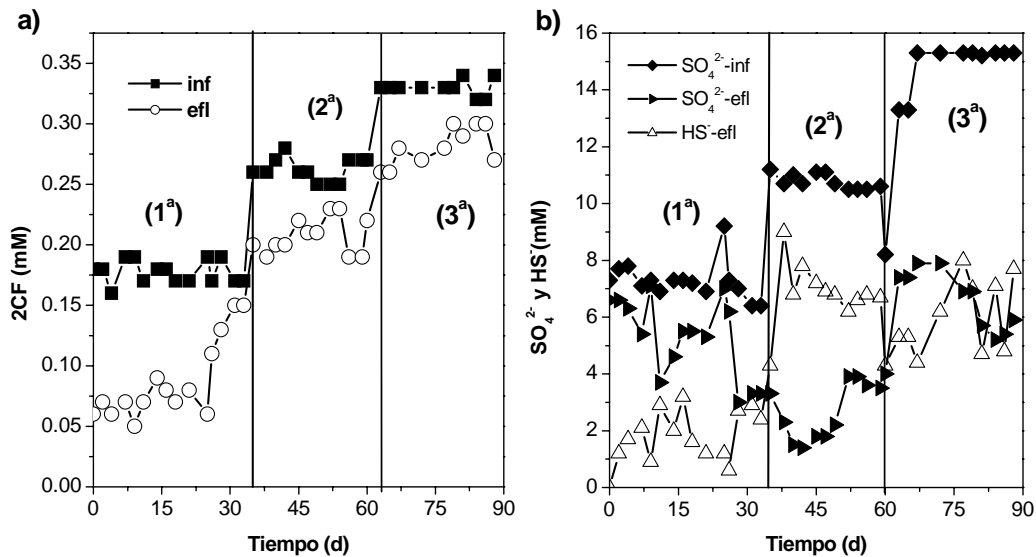 a)
0.35
0.30
0.25
0.20
0.15
0.10
0.05
0.00
2CF (mM)
inf
efl
(1ª)
(2ª)
(3ª)
0 15 30 45 60 75 90
Tiempo (d)
b)
16
14
12
10
8
6
4
2
0
SO₄²⁻ y HS⁻(mM)
SO₄²⁻-inf
SO₄²⁻-efl
HS⁻-efl
(1ª)
(2ª)
(3ª)
0 15 30 45 60 75 90
Tiempo (d)